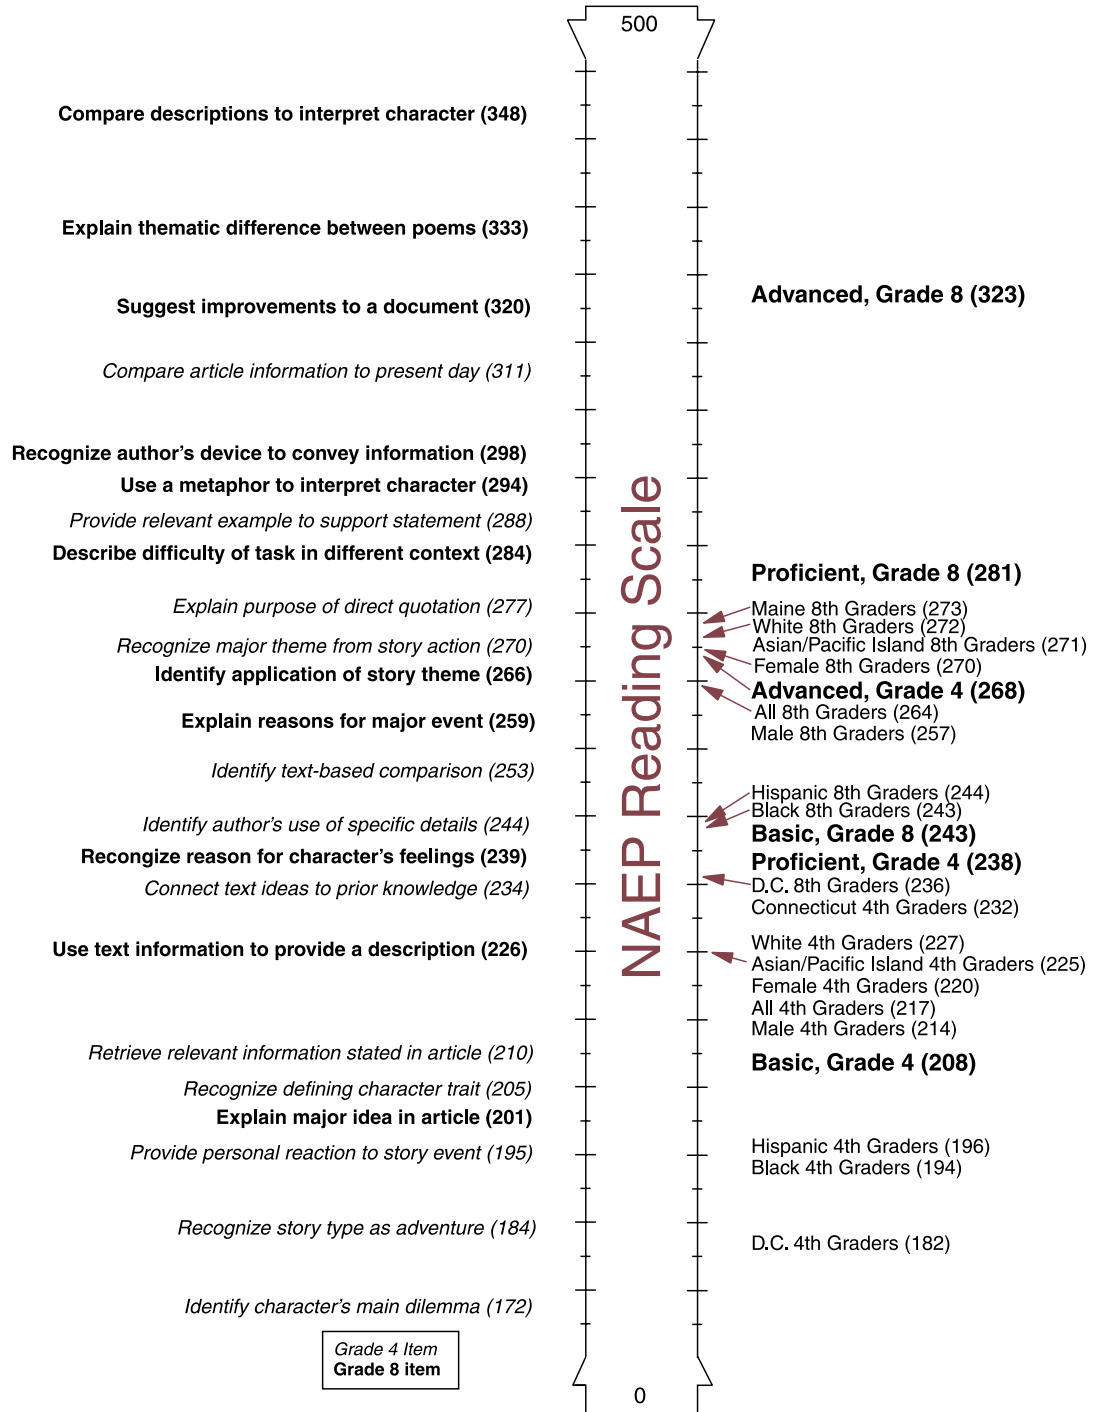 500
Compare descriptions to interpret character (348)
Explain thematic difference between poems (333)
Suggest improvements to a document (320)
Compare article information to present day (311)
Recognize author's device to convey information (298)
Use a metaphor to interpret character (294)
Provide relevant example to support statement (288)
Describe difficulty of task in different context (284)
Explain purpose of direct quotation (277)
Recognize major theme from story action (270)
Identify application of story theme (266)
Explain reasons for major event (259)
Identify text-based comparison (253)
Identify author's use of specific details (244)
Recongize reason for character's feelings (239)
Connect text ideas to prior knowledge (234)
Use text information to provide a description (226)
Retrieve relevant information stated in article (210)
Recognize defining character trait (205)
Explain major idea in article (201)
Provide personal reaction to story event (195)
Recognize story type as adventure (184)
Identify character's main dilemma (172)
Grade 4 Item
Grade 8 item
NAEP Reading Scale
Advanced, Grade 8 (323)
Proficient, Grade 8 (281)
Maine 8th Graders (273)
White 8th Graders (272)
Asian/Pacific Island 8th Graders (271)
Female 8th Graders (270)
Advanced, Grade 4 (268)
All 8th Graders (264)
Male 8th Graders (257)
Hispanic 8th Graders (244)
Black 8th Graders (243)
Basic, Grade 8 (243)
Proficient, Grade 4 (238)
D.C. 8th Graders (236)
Connecticut 4th Graders (232)
White 4th Graders (227)
Asian/Pacific Island 4th Graders (225)
Female 4th Graders (220)
All 4th Graders (217)
Male 4th Graders (214)
Basic, Grade 4 (208)
Hispanic 4th Graders (196)
Black 4th Graders (194)
D.C. 4th Graders (182)
0